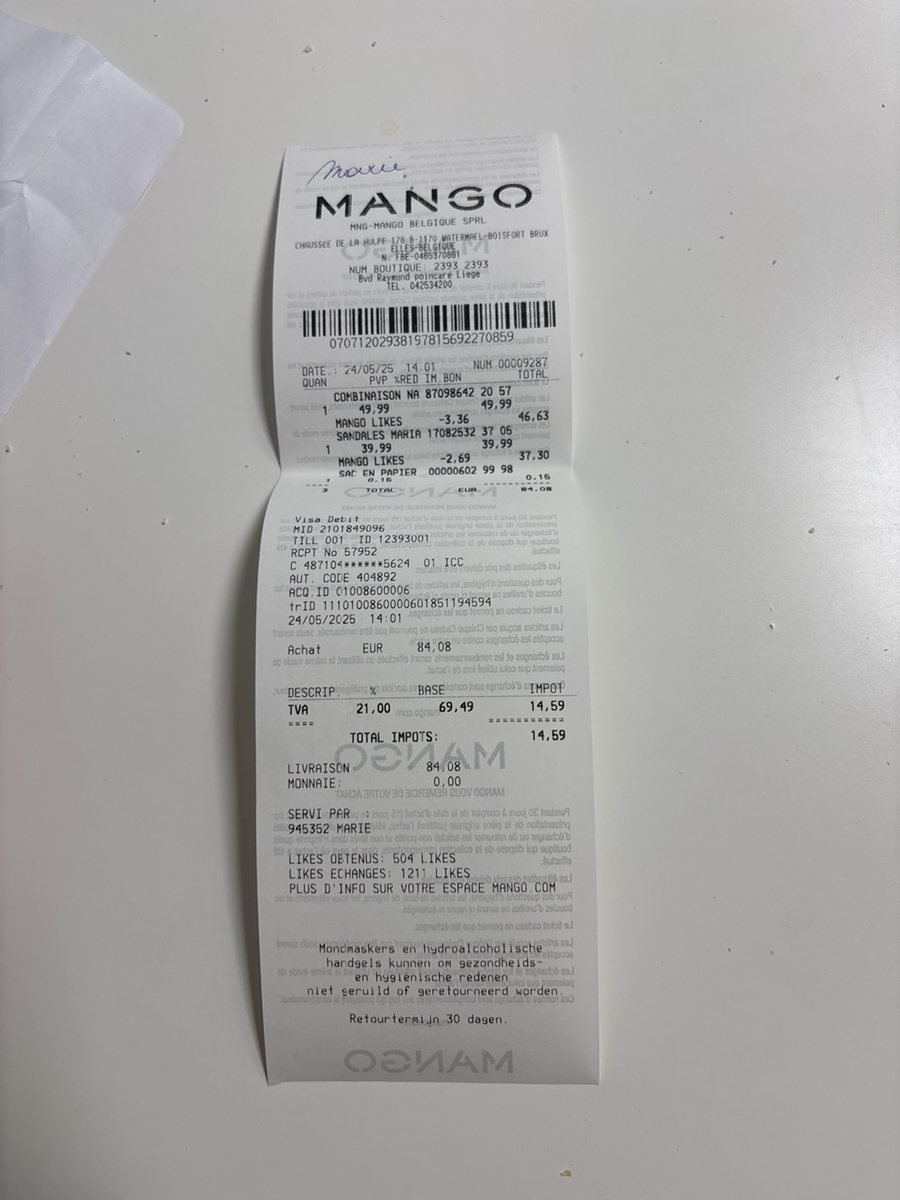 Marie
MANGO
MNG-MANGO BELGIQUE SPRL
CHAUSSéE DE LA HULPE 178 B-1170 WATERMAEL-BOISFORT BRUX
ELLES-BELGIQUE
N. FBE-0465370861
NUM BOUTIQUE: 2393 2393
Bvd Raymond poincare Liege
TEL. 042534200
07071202938197815692270859
DATE.: 24/05/25 14 01 NUM 00009287
QUAN PVP %RED IM.BON TOTAL
COMBINAISON NA 87098642 20 57
1 49,99 49,99
MANGO LIKES -3,36 46,63
SANDALES MARIA 17082532 37 05
1 39,99 39,99
MANGO LIKES -2,69 37,30
SAC EN PAPIER 00000602 99 98
1 0,16 0,16
3 TOTAL EUR. 84,08
Visa Debit
MID 2101849096
TILL 001 ID 12393001
RCPT No 57952
C 487104******5624 01 ICC
AUT. CODE 404892
ACQ.ID 01008600006
trID 1110100860000601851194594
24/05/2025 14:01
Achat EUR 84,08
DESCRIP. % BASE IMPOT
TVA 21,00 69,49 14,59
==== ===========
TOTAL IMPOTS: 14,59
LIVRAISON 84,08
MONNAIE: 0,00
SERVI PAR :
945352 MARIE
LIKES OBTENUS: 504 LIKES
LIKES ECHANGES: 1211 LIKES
PLUS D'INFO SUR VOTRE ESPACE MANGO.COM
Mondmaskers en hydroalcoholische
handgels kunnen om gezondheids-
en hygiënische redenen
niet geruild of geretourneerd worden.
Retourtermijn 30 dagen.